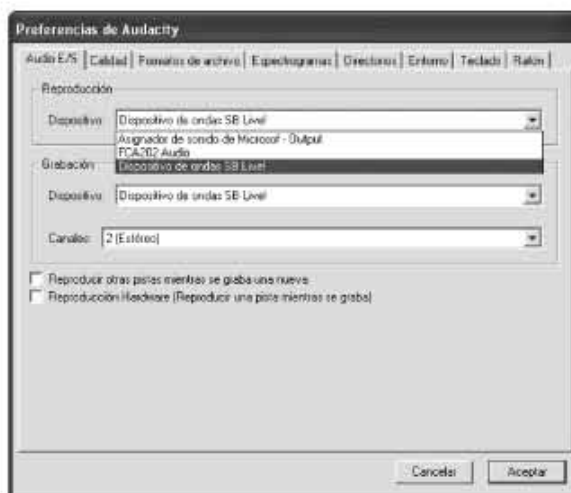 Preferencias de Audacity
Audio E/S Calidad Formatos de archivo Espectrogramas Directorios Entorno Teclado Ratón
Reproducción
Dispositivo: Dispositivo de ondas SB Live!
Asignador de sonido de Microsof - Output
FCA202 Audio
Dispositivo de ondas SB Live!
Grabación
Dispositivo: Dispositivo de ondas SB Live!
Canales: 2 (Estéreo)
Reproducir otras pistas mientras se graba una nueva
Reproducción Hardware (Reproducir una pista mientras se graba)
Cancelar Aceptar